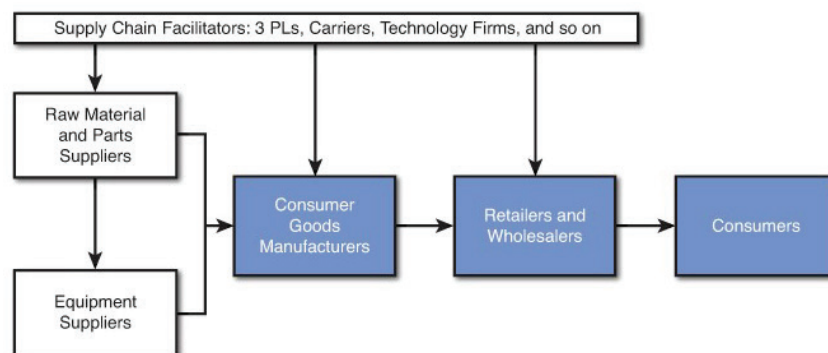 Supply Chain Facilitators: 3 PLs, Carriers, Technology Firms, and so on
Raw Material
and Parts
Suppliers
Consumer
Goods
Manufacturers
Retailers and
Wholesalers
Consumers
Equipment
Suppliers